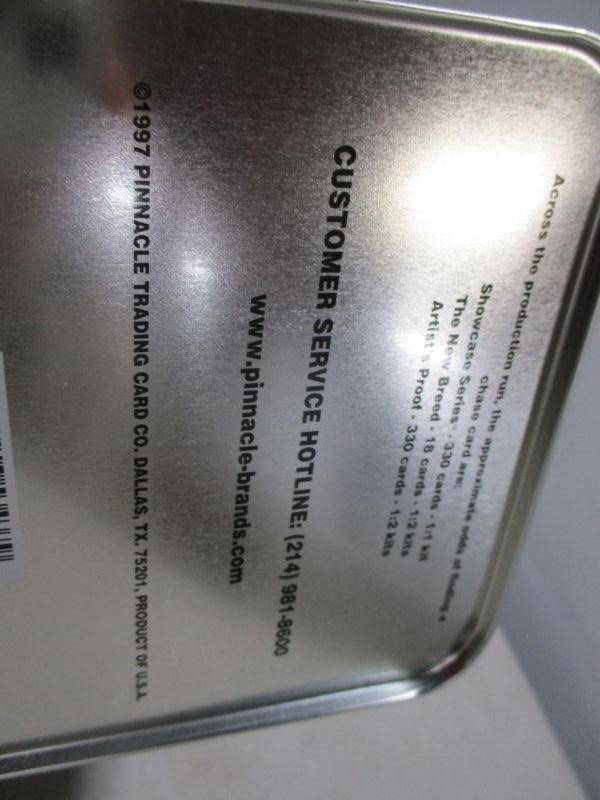 Across the production run, the approximate odds of finding a
chase card are:
Showcase Series - 330 cards - 1:1 kit
The New Breed - 18 cards - 1:2 kits
Artist's Proof - 330 cards - 1:2 kits
CUSTOMER SERVICE HOTLINE: (214) 981-8600
www.pinnacle-brands.com
©1997 PINNACLE TRADING CARD CO. DALLAS, TX. 75201, PRODUCT OF U.S.A.